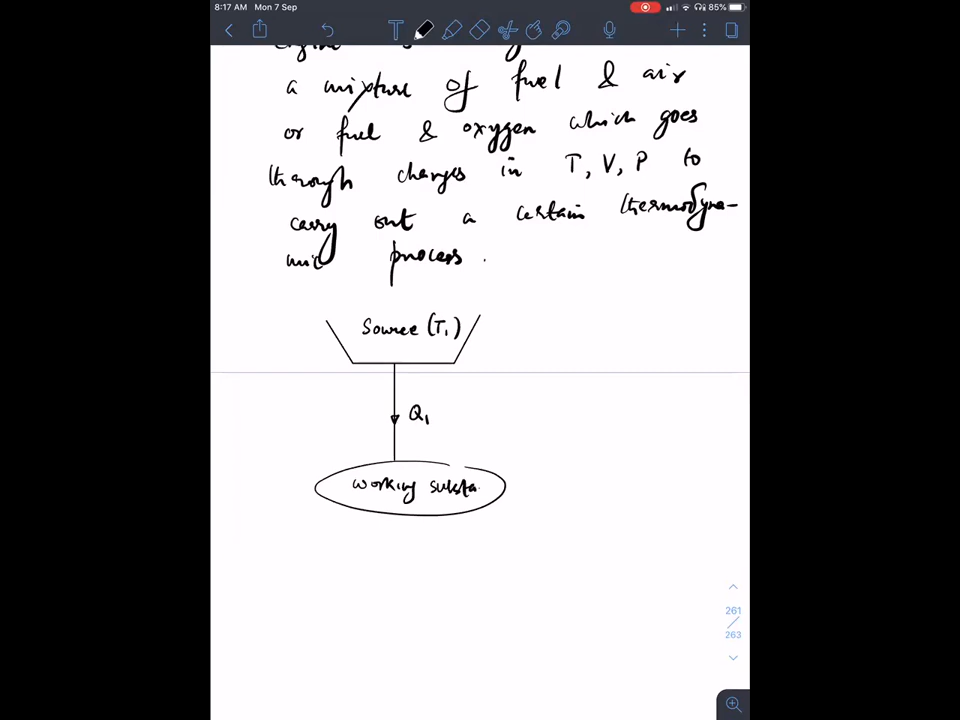 8:17 AM Mon 7 Sep
85%
T
a mixture of fuel & air
or fuel & oxygen which goes
through changes in T, V, P to
carry out a certain thermodyna-
mic process.
Source (T1)
Q1
working substa
261
263